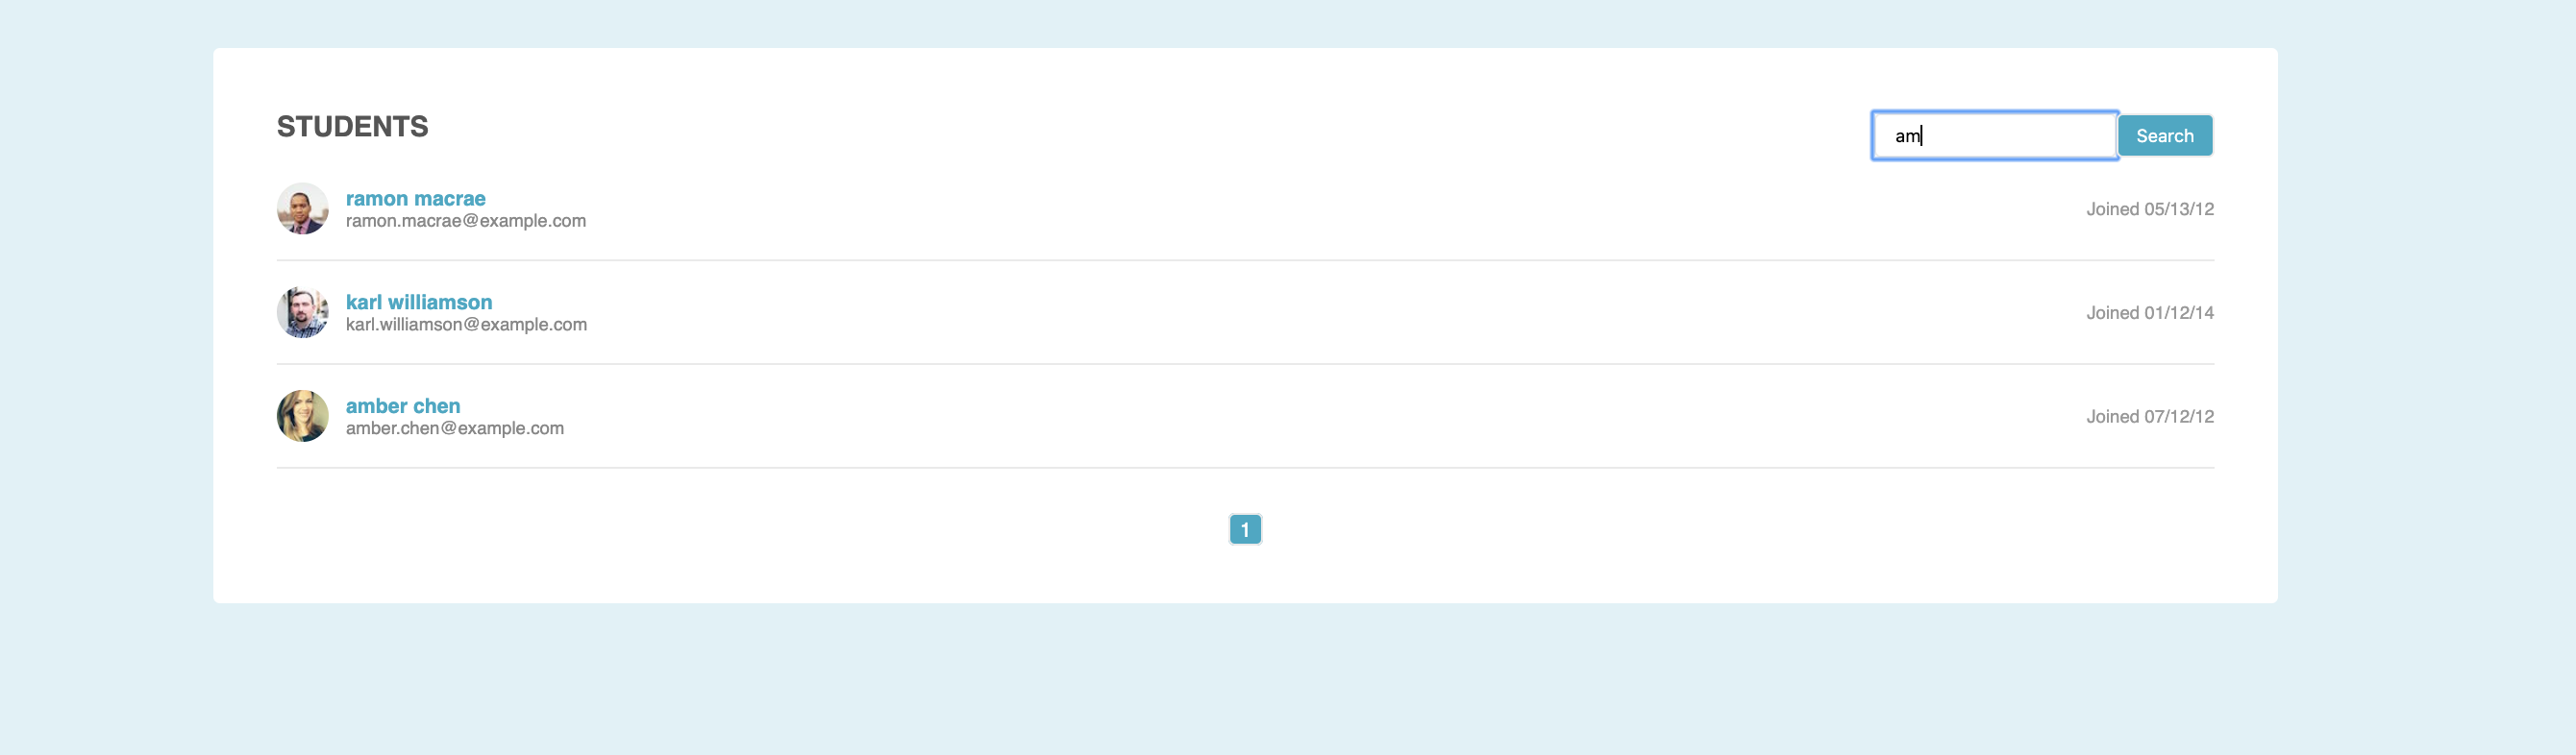 STUDENTS
am
Search
ramon macrae
ramon.macrae@example.com
Joined 05/13/12
karl williamson
karl.williamson@example.com
Joined 01/12/14
amber chen
amber.chen@example.com
Joined 07/12/12
1